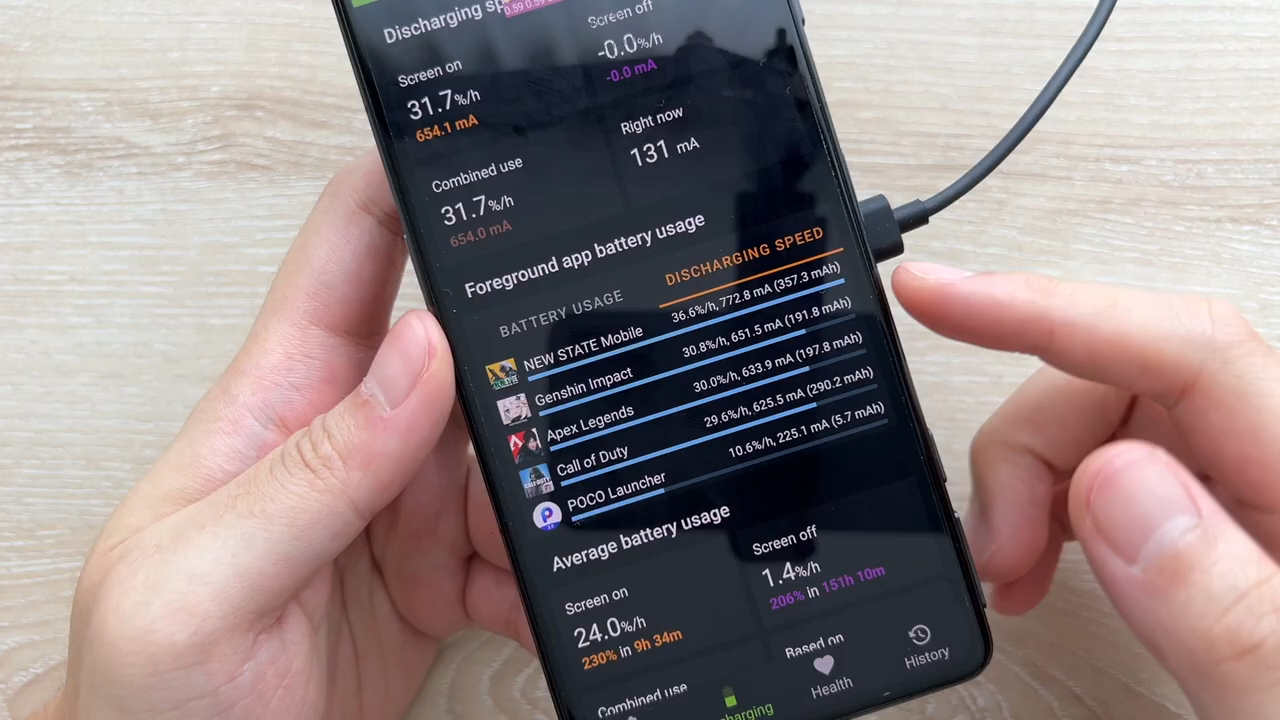 Discharging sp
0.59 0.59
Screen on
Screen off
31.7%/h
-0.0%/h
654.1 mA
-0.0 mA
Combined use
Right now
31.7%/h
131 mA
654.0 mA
Foreground app battery usage
BATTERY USAGE
DISCHARGING SPEED
NEW STATE Mobile
36.6%/h, 772.8 mA (357.3 mAh)
Genshin Impact
30.8%/h, 651.5 mA (191.8 mAh)
Apex Legends
30.0%/h, 633.9 mA (197.8 mAh)
Call of Duty
29.6%/h, 625.5 mA (290.2 mAh)
POCO Launcher
10.6%/h, 225.1 mA (5.7 mAh)
Average battery usage
Screen on
Screen off
24.0%/h
1.4%/h
230% in 9h 34m
206% in 151h 10m
Combined use
Based on
charging
Health
History